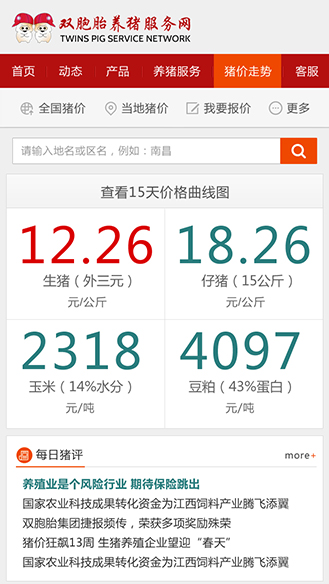 双胞胎养猪服务网
TWINS PIG SERVICE NETWORK
首页 动态 产品 养猪服务 猪价走势 客服
全国猪价 当地猪价 我要报价 更多
请输入地名或区名，例如：南昌
查看15天价格曲线图
12.26 18.26
生猪（外三元） 仔猪（15公斤）
元/公斤 元/公斤
2318 4097
玉米（14%水分） 豆粕（43%蛋白）
元/吨 元/吨
每日猪评 more+
养殖业是个风险行业 期待保险跳出
国家农业科技成果转化资金为江西饲料产业腾飞添翼
双胞胎集团捷报频传，荣获多项奖励殊荣
猪价狂飙13周 生猪养殖企业望迎“春天”
国家农业科技成果转化资金为江西饲料产业腾飞添翼